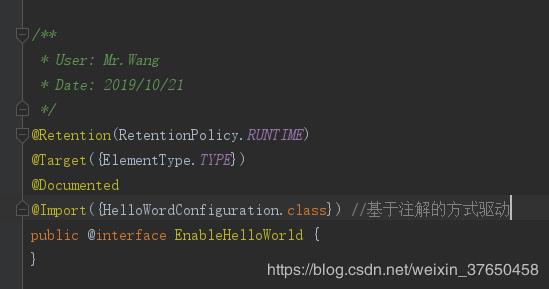 /**
* User: Mr.Wang
* Date: 2019/10/21
*/
@Retention(RetentionPolicy.RUNTIME)
@Target({ElementType.TYPE})
@Documented
@Import({HelloWordConfiguration.class}) //基于注解的方式驱动
public @interface EnableHelloWorld {
}
https://blog.csdn.net/weixin_37650458